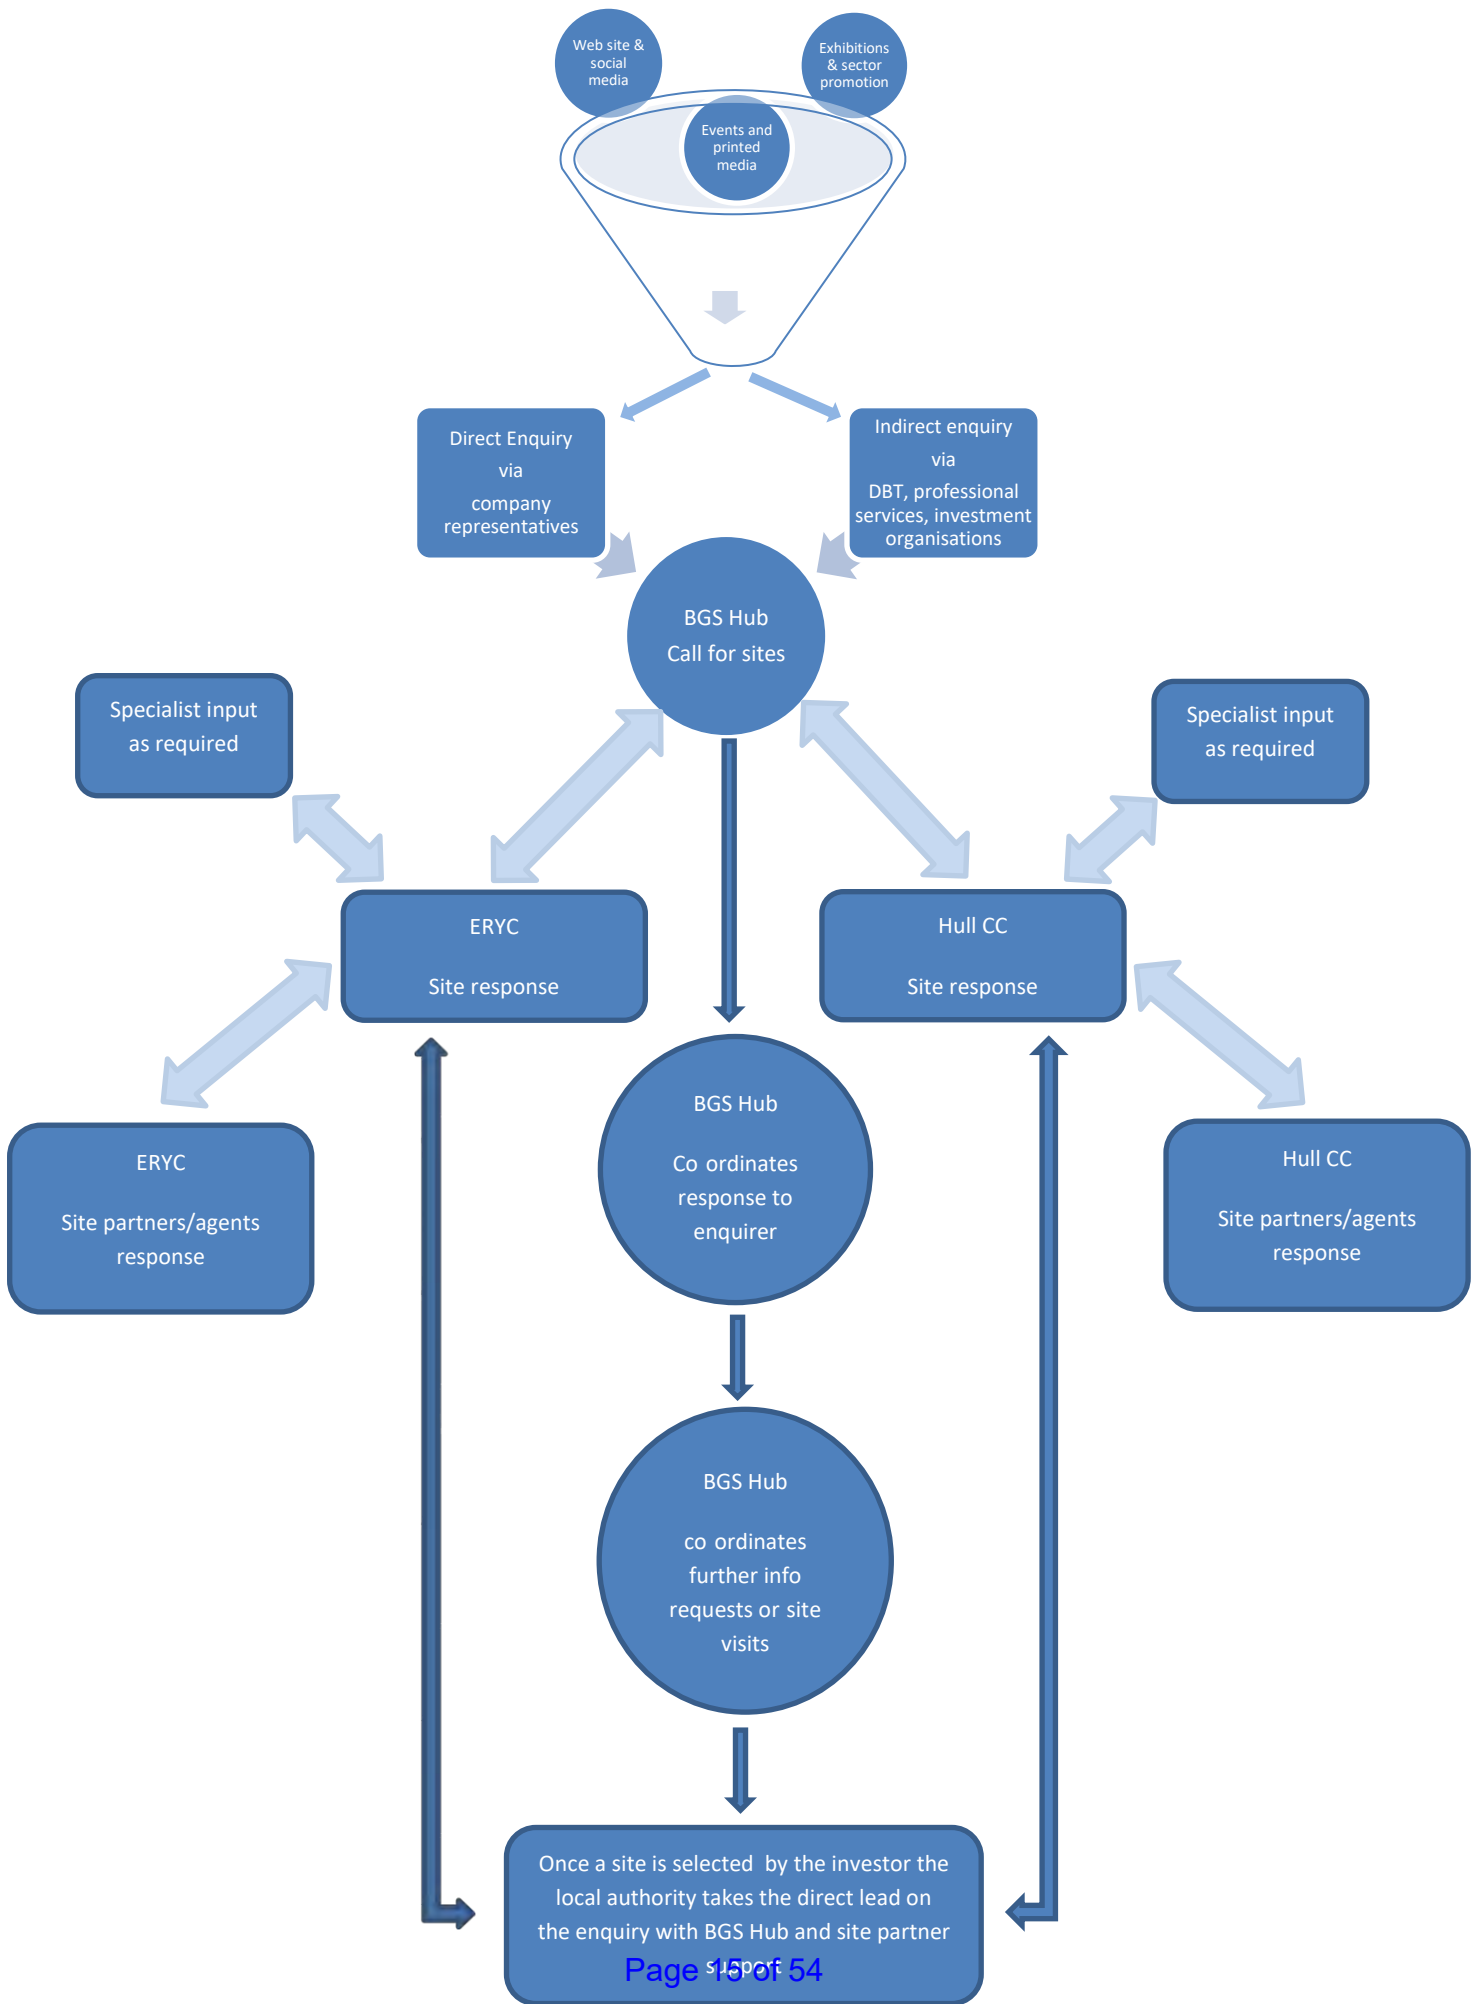 Web site &
social
media
Exhibitions
& sector
promotion
Events and
printed
media
Direct Enquiry
via
company
representatives
Indirect enquiry
via
DBT, professional
services, investment
organisations
BGS Hub
Call for sites
Specialist input
as required
Specialist input
as required
ERYC
Site response
Hull CC
Site response
ERYC
Site partners/agents
response
BGS Hub
Co ordinates
response to
enquirer
Hull CC
Site partners/agents
response
BGS Hub
co ordinates
further info
requests or site
visits
Once a site is selected by the investor the
local authority takes the direct lead on
the enquiry with BGS Hub and site partner
support
Page 15 of 54